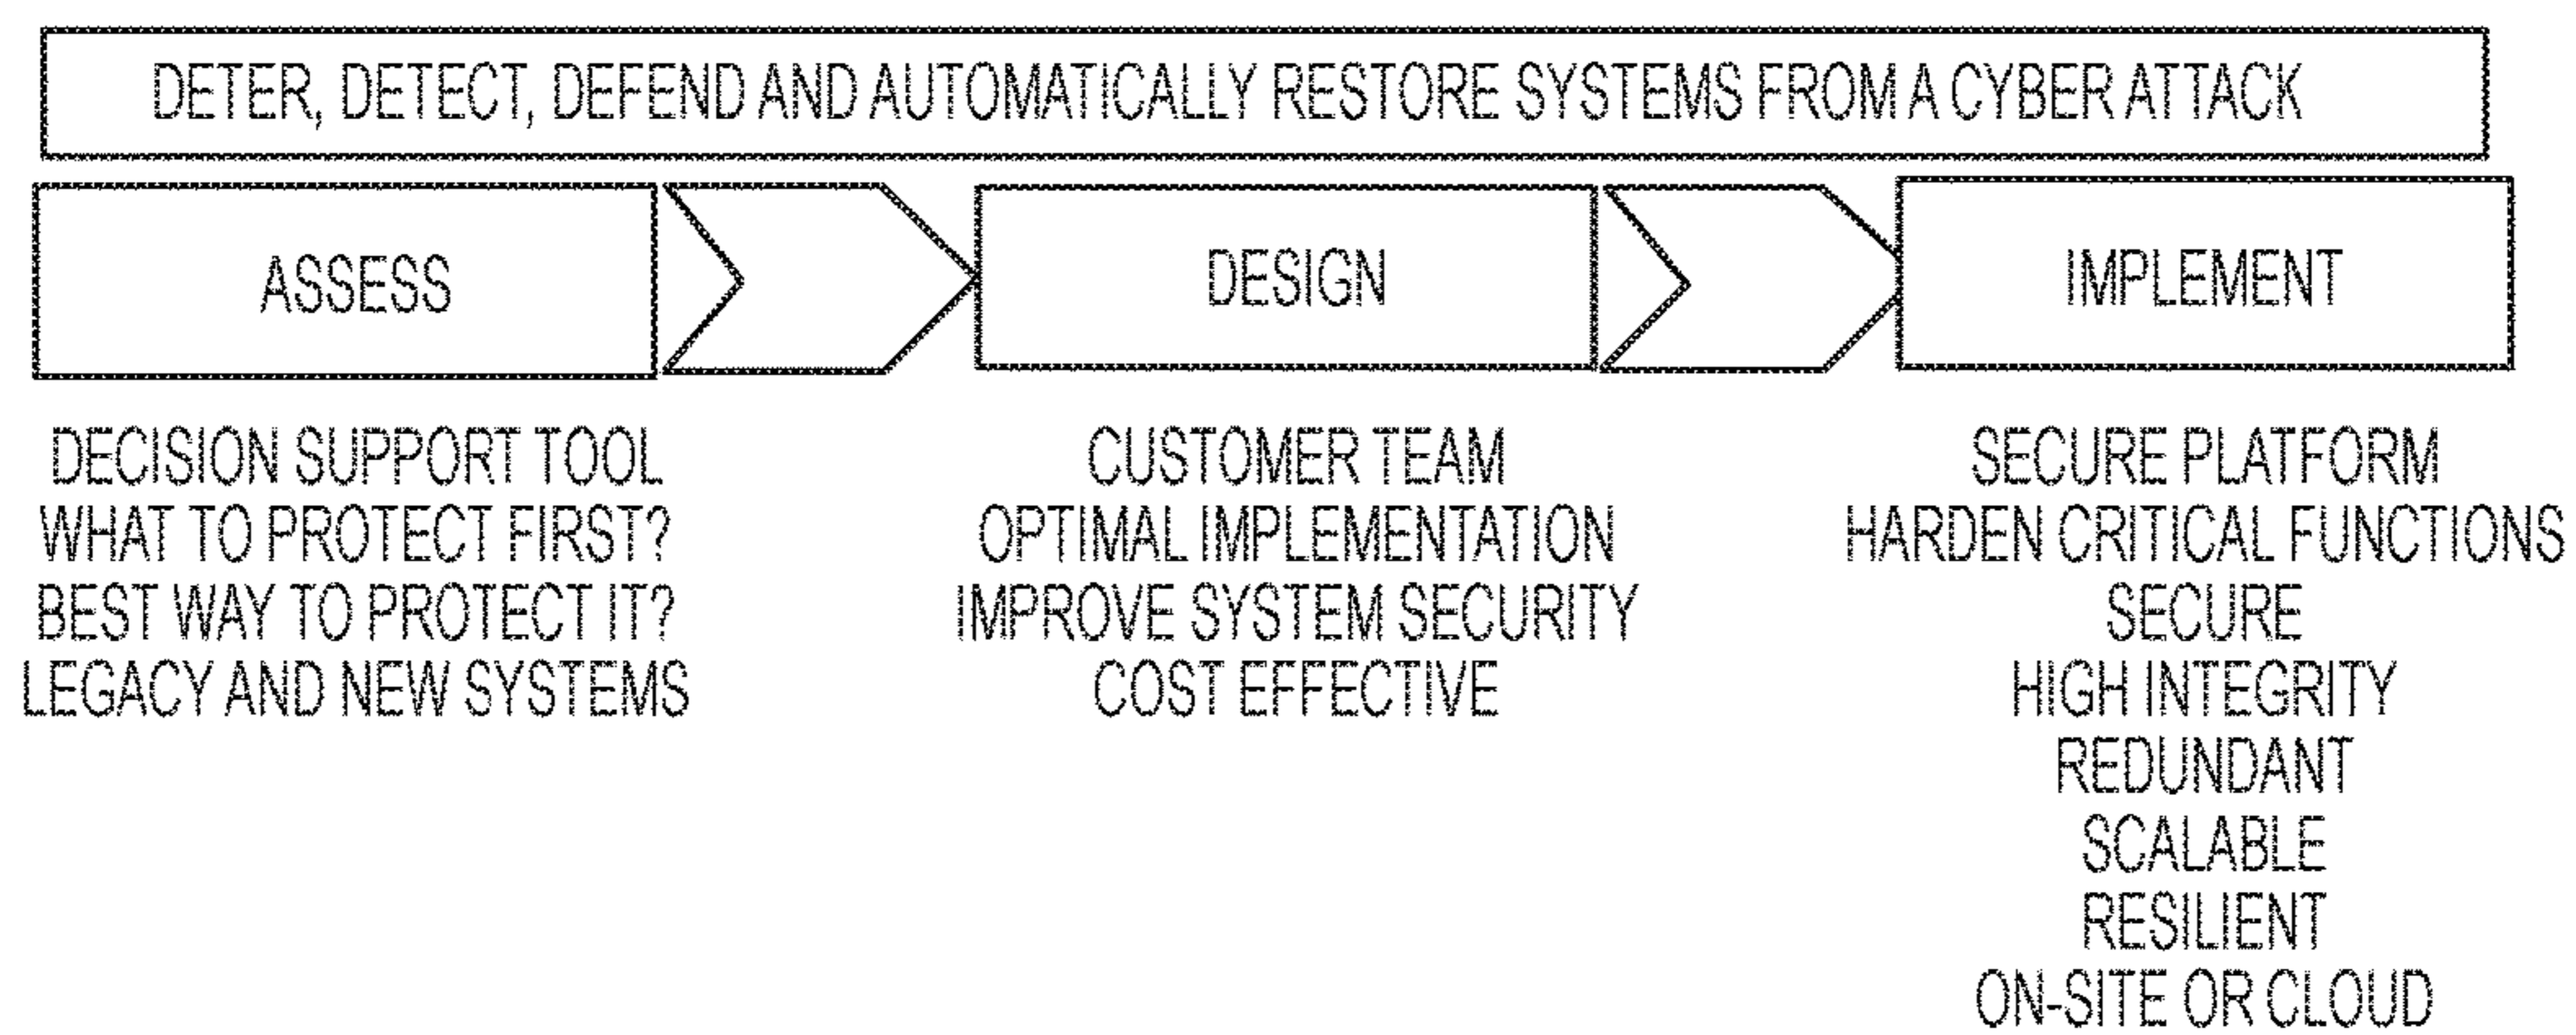 DETER, DETECT, DEFEND AND AUTOMATICALLY RESTORE SYSTEMS FROM A CYBER ATTACK
ASSESS
DECISION SUPPORT TOOL
WHAT TO PROTECT FIRST?
BEST WAY TO PROTECT IT?
LEGACY AND NEW SYSTEMS
DESIGN
CUSTOMER TEAM
OPTIMAL IMPLEMENTATION
IMPROVE SYSTEM SECURITY
COST EFFECTIVE
IMPLEMENT
SECURE PLATFORM
HARDEN CRITICAL FUNCTIONS
SECURE
HIGH INTEGRITY
REDUNDANT
SCALABLE
RESILIENT
ON-SITE OR CLOUD